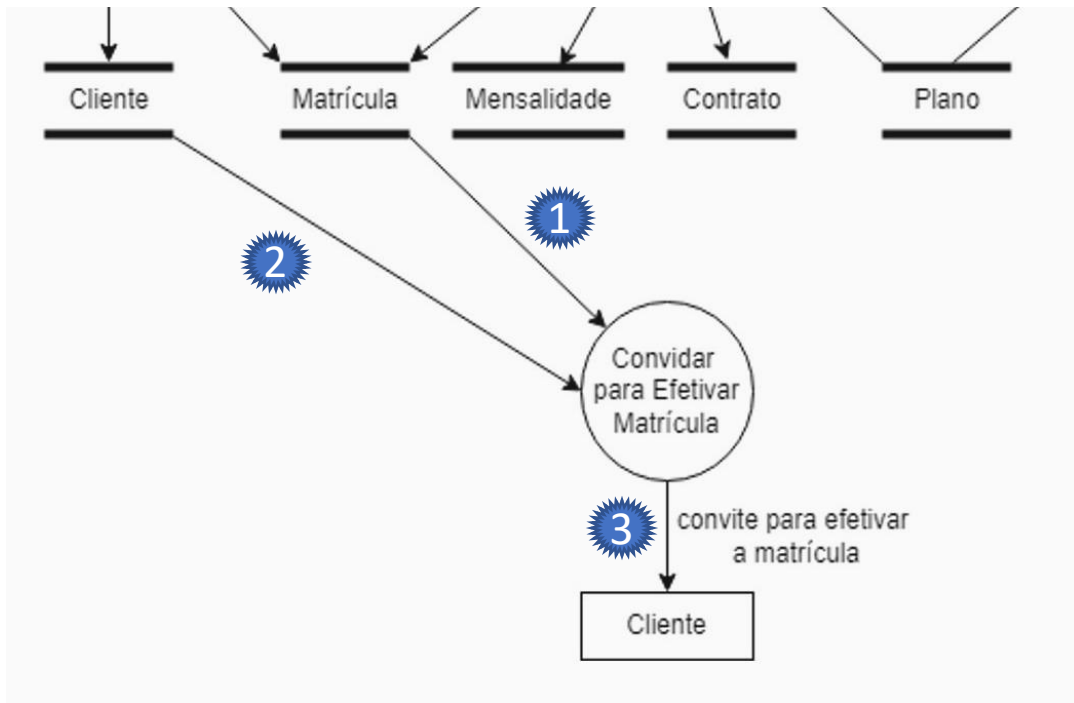 Cliente
Matrícula
Mensalidade
Contrato
Plano
1
2
Convidar
para Efetivar
Matrícula
3
convite para efetivar
a matrícula
Cliente